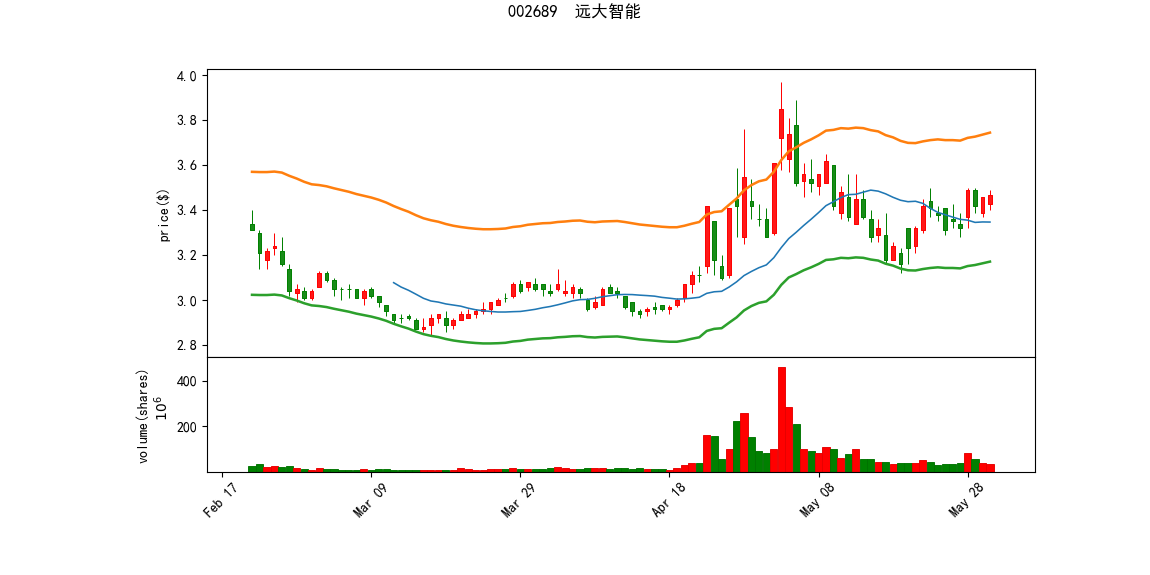 002689 远大智能
4.0
3.8
3.6
3.4
3.2
3.0
2.8
price($)
400
200
volume(shares)
10^6
Feb 17
Mar 09
Mar 29
Apr 18
May 08
May 28